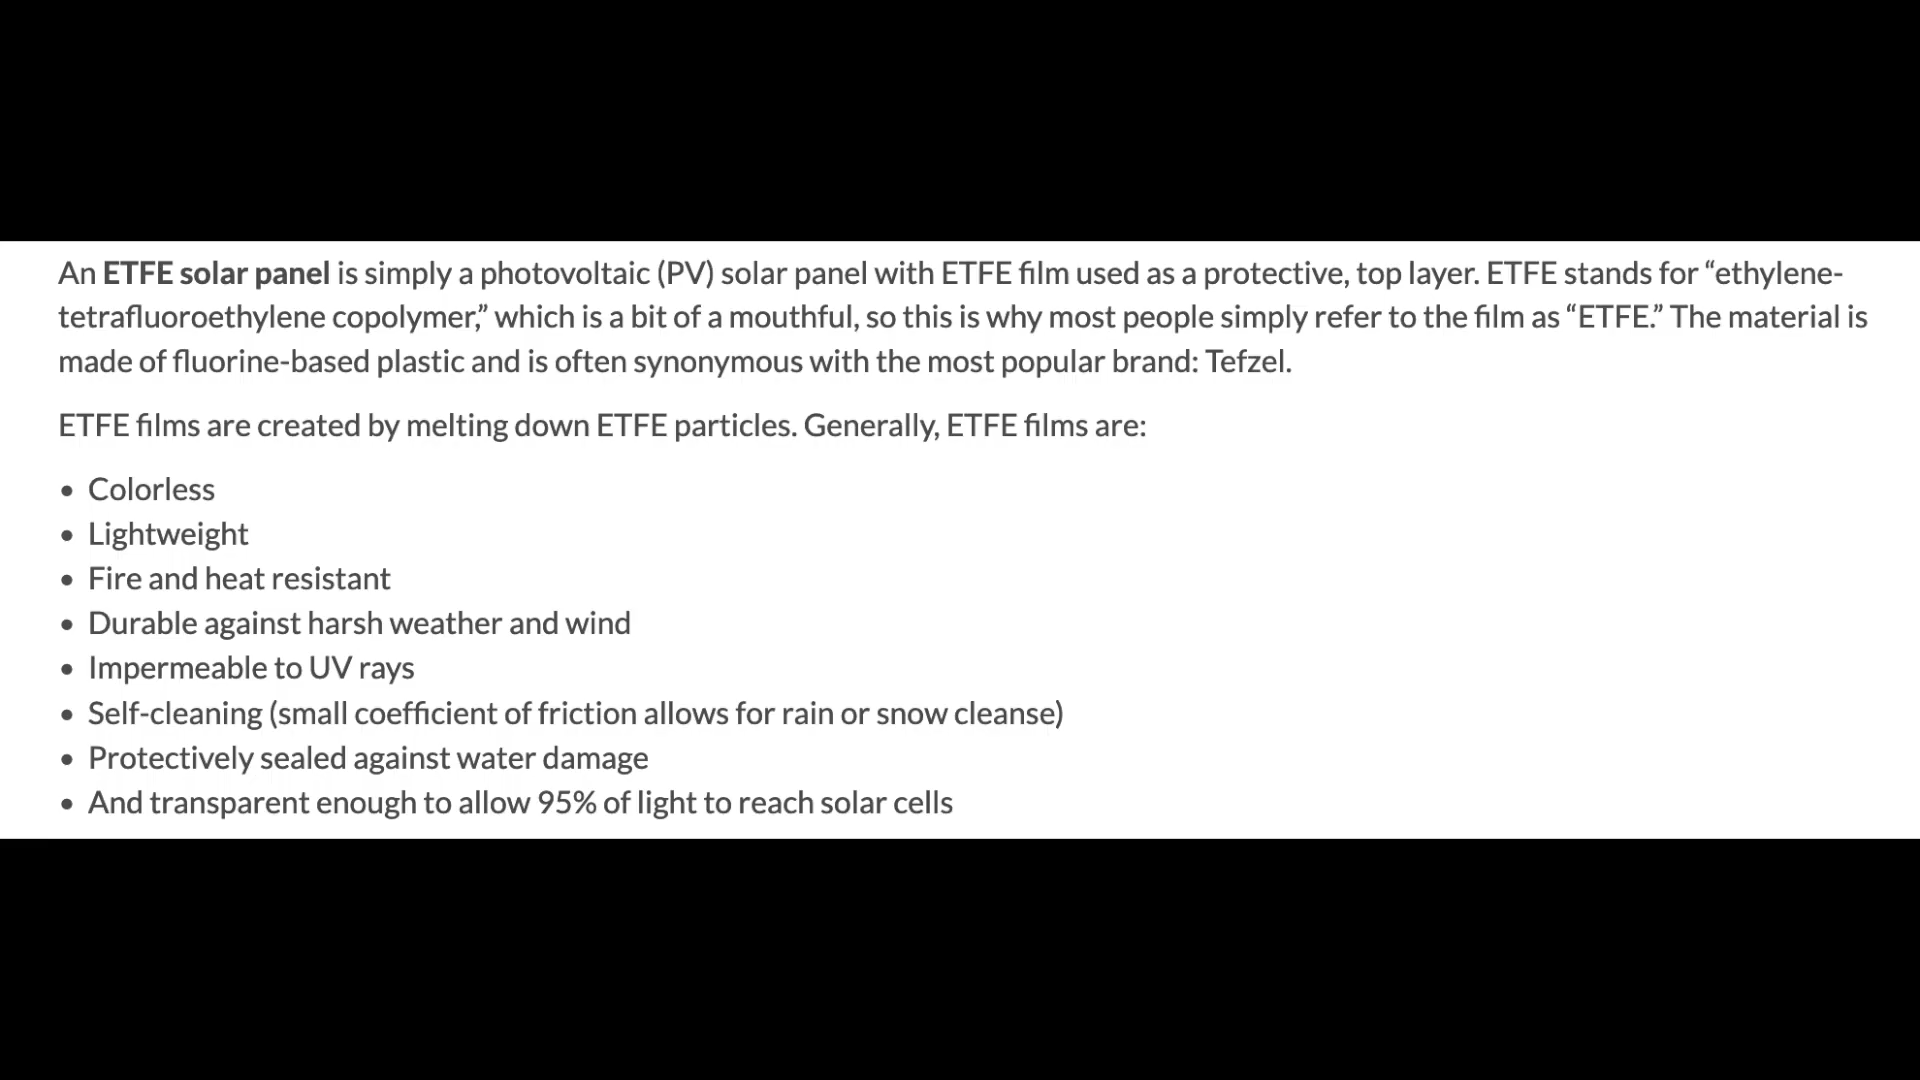 An ETFE solar panel is simply a photovoltaic (PV) solar panel with ETFE film used as a protective, top layer. ETFE stands for “ethylene-
tetrafluoroethylene copolymer,” which is a bit of a mouthful, so this is why most people simply refer to the film as “ETFE.” The material is
made of fluorine-based plastic and is often synonymous with the most popular brand: Tefzel.
ETFE films are created by melting down ETFE particles. Generally, ETFE films are:
• Colorless
• Lightweight
• Fire and heat resistant
• Durable against harsh weather and wind
• Impermeable to UV rays
• Self-cleaning (small coefficient of friction allows for rain or snow cleanse)
• Protectively sealed against water damage
• And transparent enough to allow 95% of light to reach solar cells